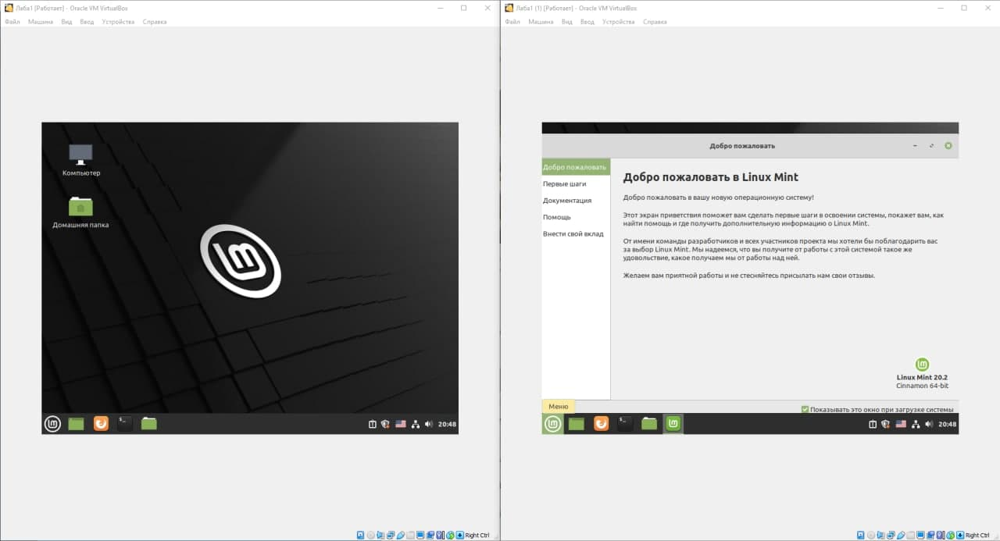 Лаба1 [Работает] - Oracle VM VirtualBox
Файл Машина Вид Ввод Устройства Справка
Компьютер
Домашняя папка
20:48
Right Ctrl
Лаба1 (1) [Работает] - Oracle VM VirtualBox
Файл Машина Вид Ввод Устройства Справка
Добро пожаловать
Добро пожаловать
Первые шаги
Документация
Помощь
Внести свой вклад
Добро пожаловать в Linux Mint
Добро пожаловать в вашу новую операционную систему!
Этот экран приветствия поможет вам сделать первые шаги в освоении системы, покажет вам, как
найти помощь и где получить дополнительную информацию о Linux Mint.
От имени команды разработчиков и всех участников проекта мы хотели бы поблагодарить вас
за выбор Linux Mint. Мы надеемся, что вы получите от работы с этой системой такое же
удовольствие, какое получаем мы от работы над ней.
Желаем вам приятной работы и не стесняйтесь присылать нам свои отзывы.
Linux Mint 20.2
Cinnamon 64-bit
Меню
Показывать это окно при загрузке системы
20:48
Right Ctrl